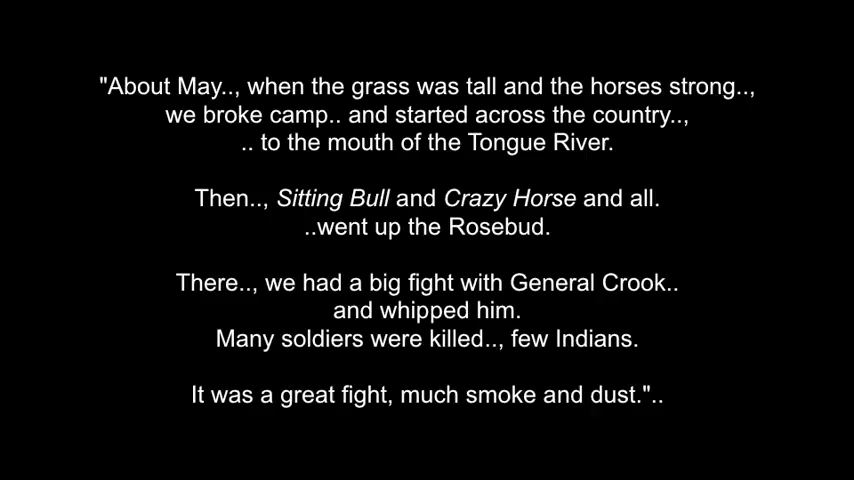 "About May.., when the grass was tall and the horses strong..,
we broke camp.. and started across the country..,
.. to the mouth of the Tongue River.
Then.., Sitting Bull and Crazy Horse and all.
..went up the Rosebud.
There.., we had a big fight with General Crook..
and whipped him.
Many soldiers were killed.., few Indians.
It was a great fight, much smoke and dust."..